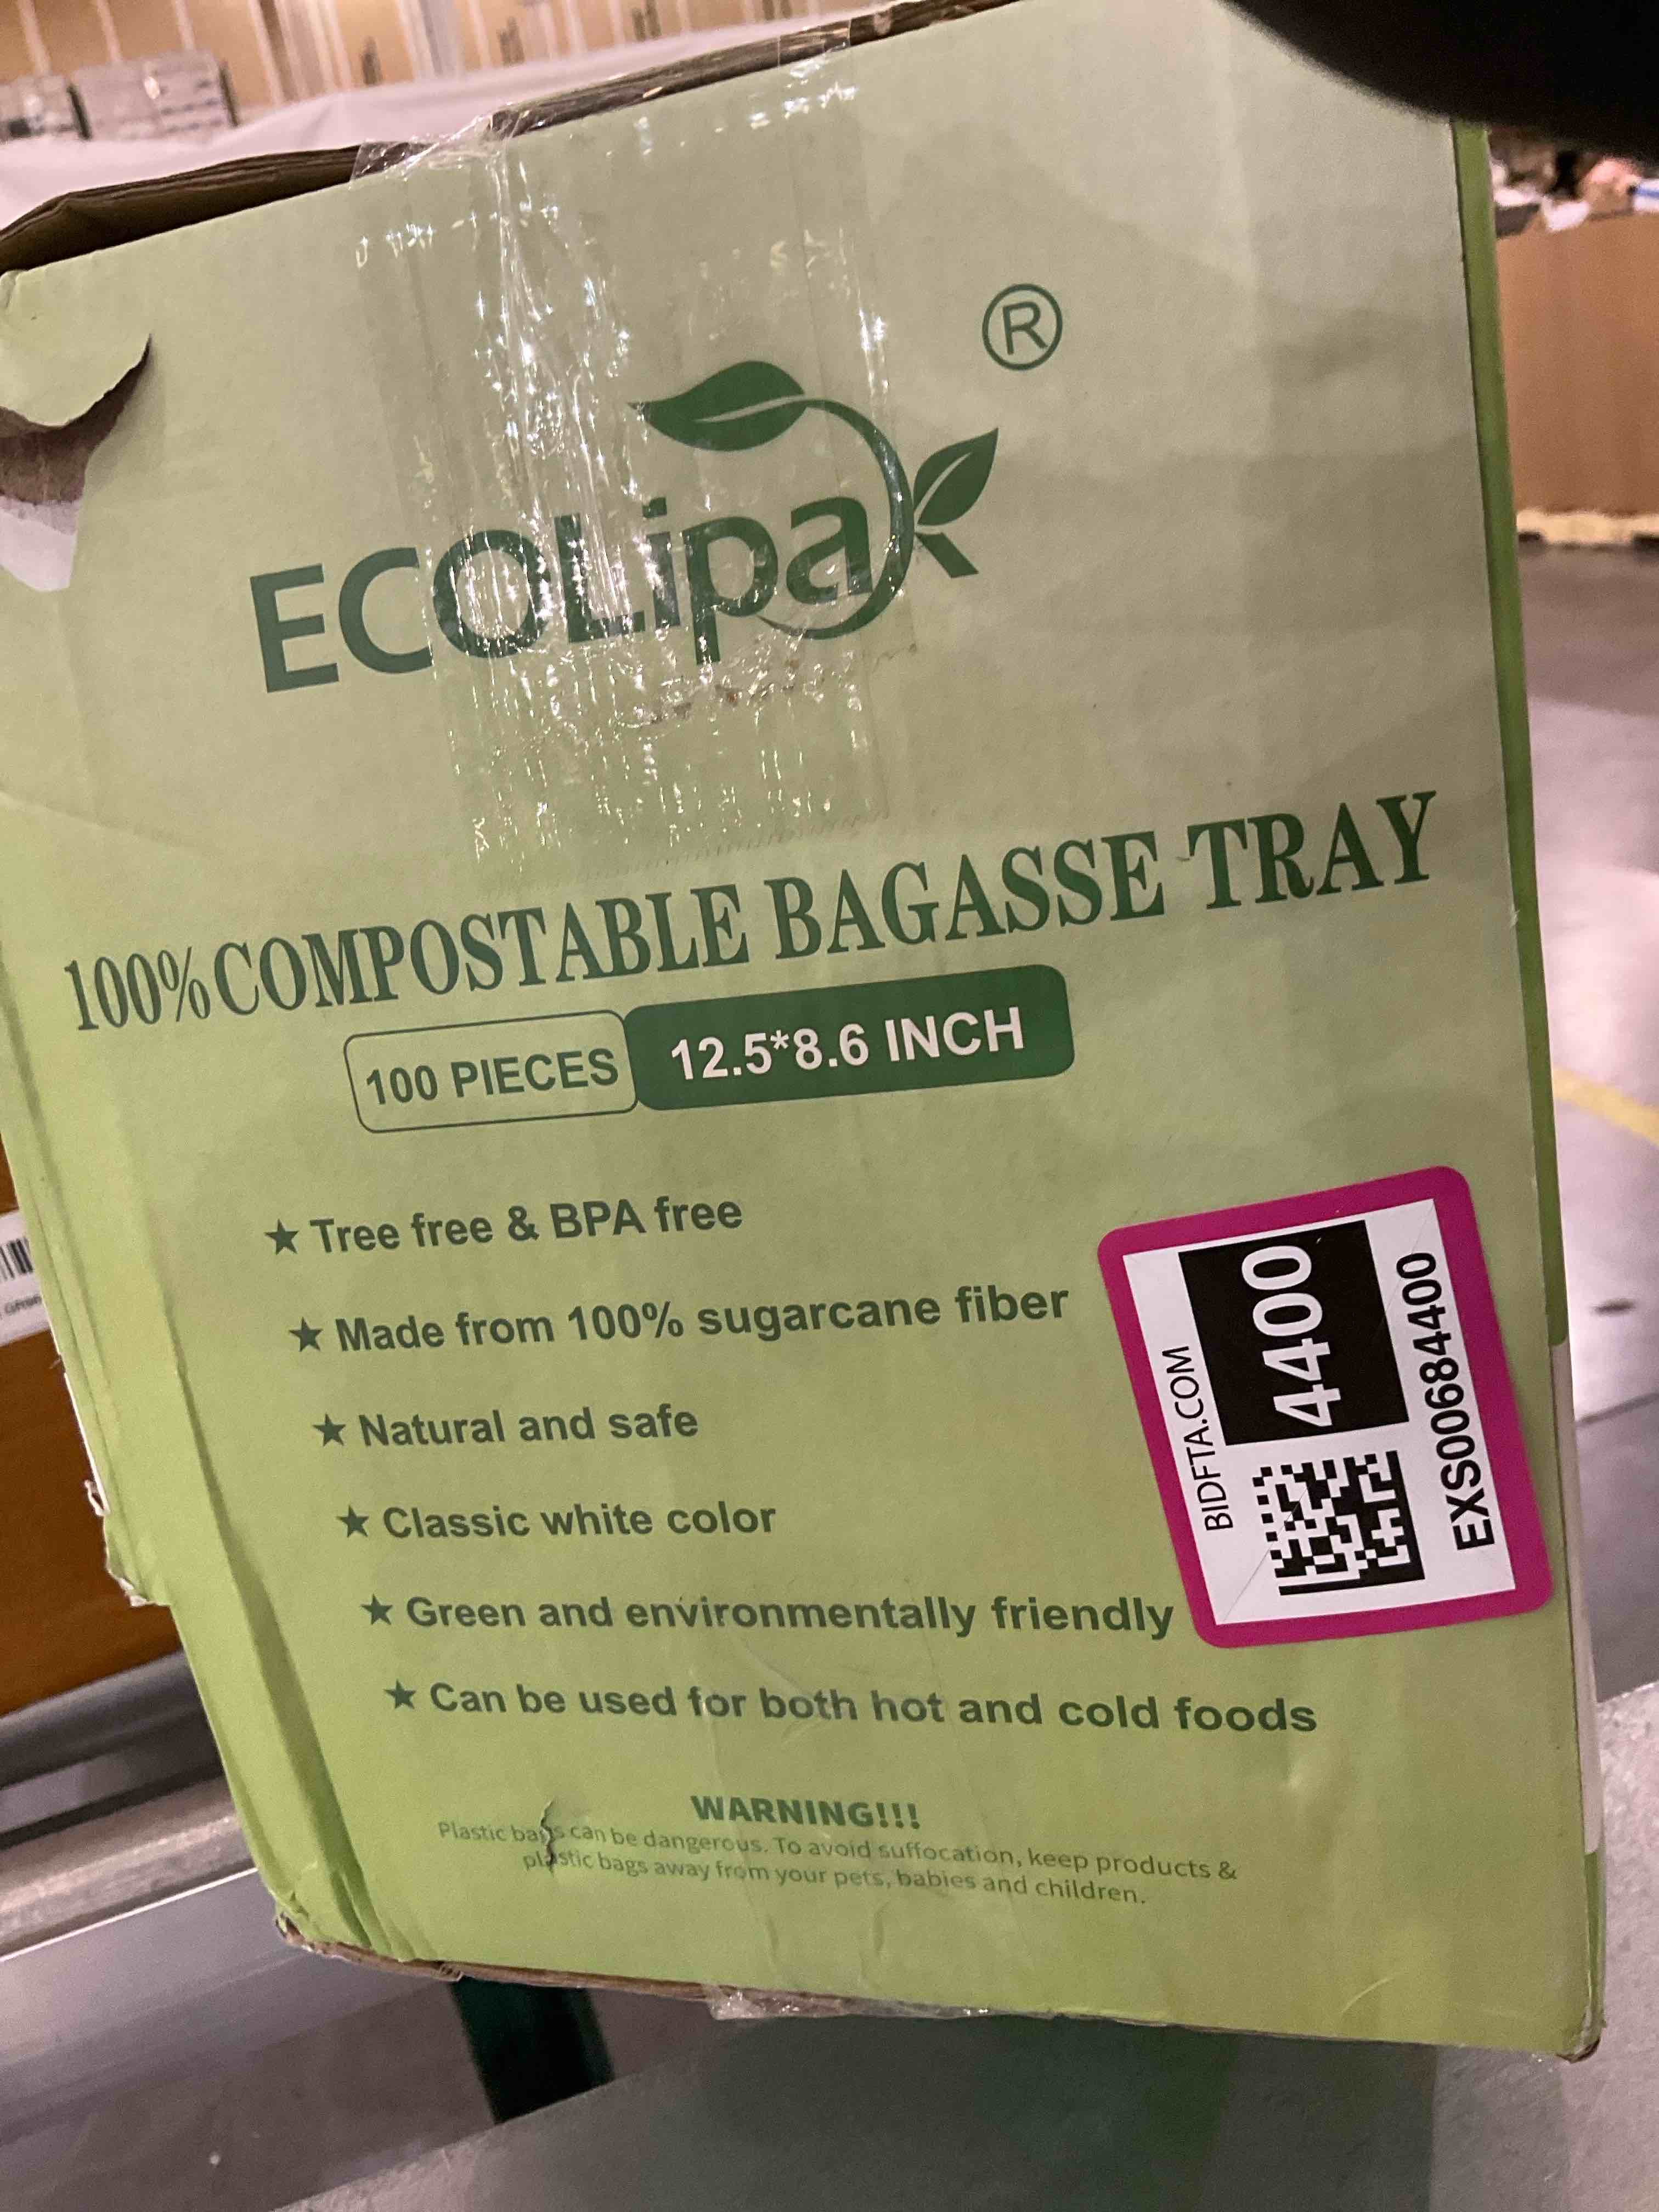 ECOLipak®
100% COMPOSTABLE BAGASSE TRAY
100 PIECES 12.5*8.6 INCH
★ Tree free & BPA free
★ Made from 100% sugarcane fiber
★ Natural and safe
★ Classic white color
★ Green and environmentally friendly
★ Can be used for both hot and cold foods
BIDFTA.COM
4400
EXS00684400
WARNING!!!
Plastic bags can be dangerous. To avoid suffocation, keep products &
plastic bags away from your pets, babies and children.